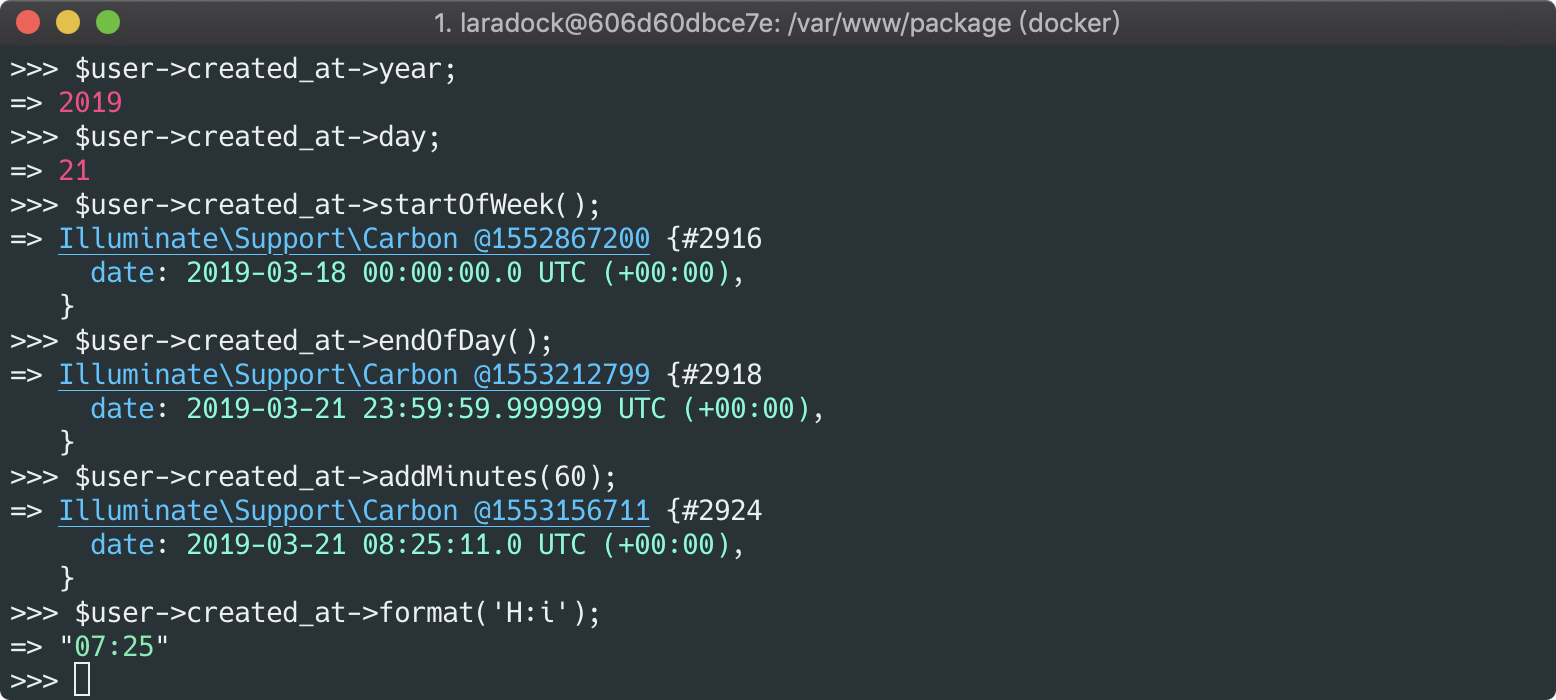 1. laradock@606d60dbce7e: /var/www/package (docker)
>>> $user->created_at->year;
=> 2019
>>> $user->created_at->day;
=> 21
>>> $user->created_at->startOfWeek();
=> Illuminate\Support\Carbon @1552867200 {#2916
     date: 2019-03-18 00:00:00.0 UTC (+00:00),
   }
>>> $user->created_at->endOfDay();
=> Illuminate\Support\Carbon @1553212799 {#2918
     date: 2019-03-21 23:59:59.999999 UTC (+00:00),
   }
>>> $user->created_at->addMinutes(60);
=> Illuminate\Support\Carbon @1553156711 {#2924
     date: 2019-03-21 08:25:11.0 UTC (+00:00),
   }
>>> $user->created_at->format('H:i');
=> "07:25"
>>>